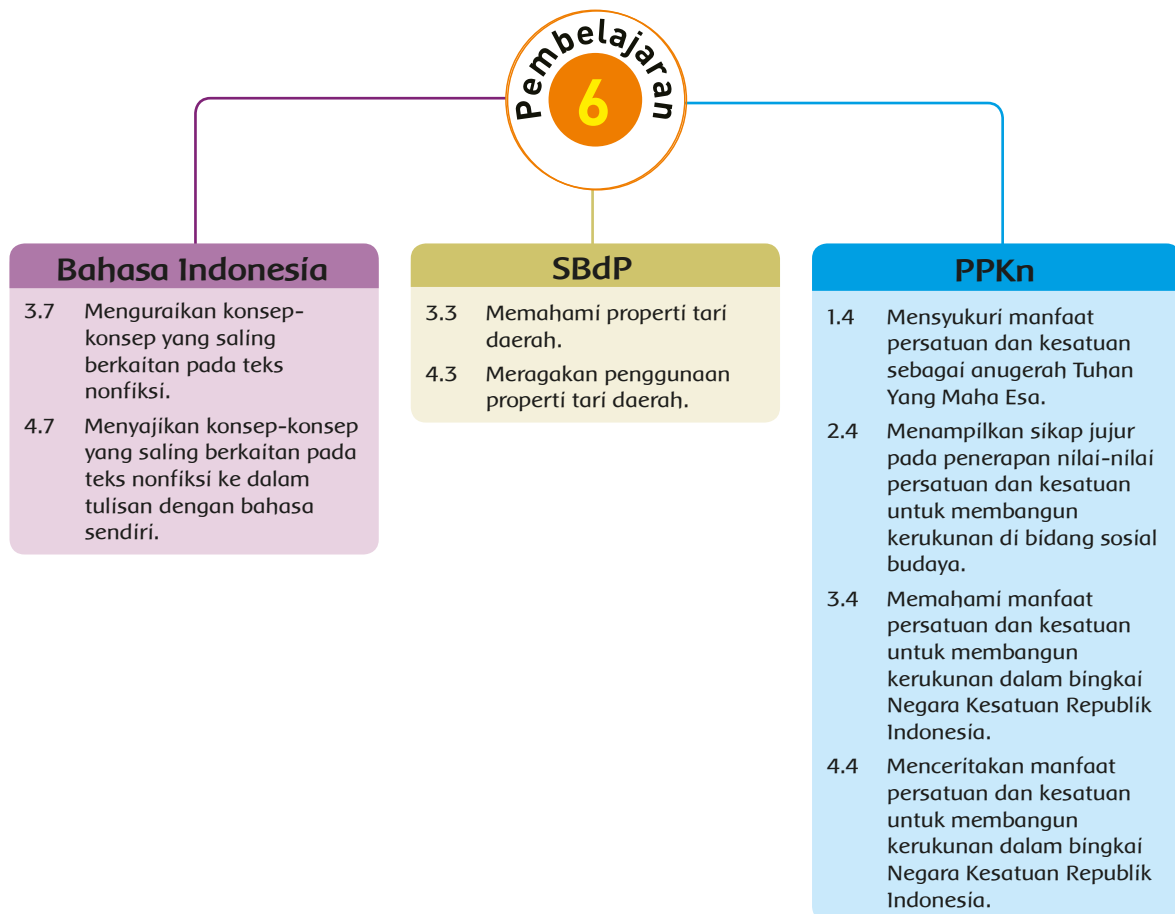 Pembelajaran
6
Bahasa Indonesia
3.7 Menguraikan konsep-
konsep yang saling
berkaitan pada teks
nonfiksi.
4.7 Menyajikan konsep-konsep
yang saling berkaitan pada
teks nonfiksi ke dalam
tulisan dengan bahasa
sendiri.
SBdP
3.3 Memahami properti tari
daerah.
4.3 Meragakan penggunaan
properti tari daerah.
PPKn
1.4 Mensyukuri manfaat
persatuan dan kesatuan
sebagai anugerah Tuhan
Yang Maha Esa.
2.4 Menampilkan sikap jujur
pada penerapan nilai-nilai
persatuan dan kesatuan
untuk membangun
kerukunan di bidang sosial
budaya.
3.4 Memahami manfaat
persatuan dan kesatuan
untuk membangun
kerukunan dalam bingkai
Negara Kesatuan Republik
Indonesia.
4.4 Menceritakan manfaat
persatuan dan kesatuan
untuk membangun
kerukunan dalam bingkai
Negara Kesatuan Republik
Indonesia.